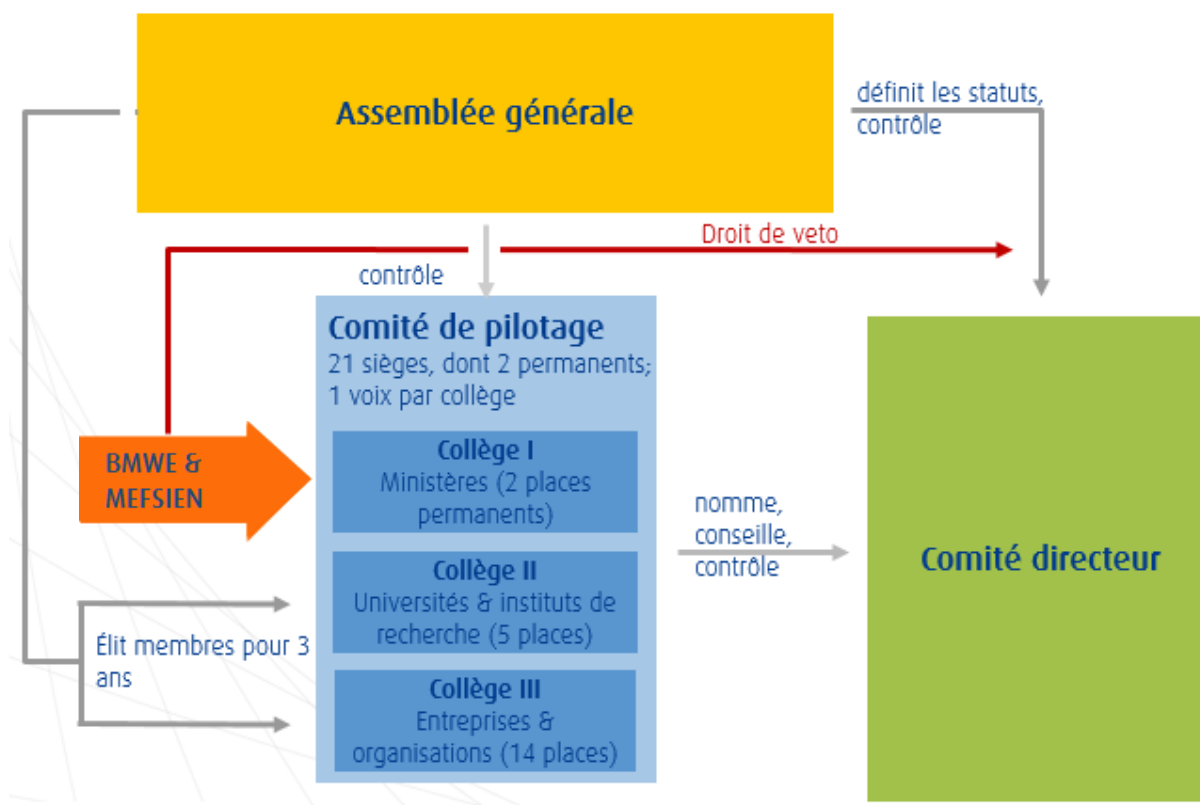 Assemblée générale
définit les statuts,
contrôle
Droit de veto
contrôle
Comité de pilotage
21 sièges, dont 2 permanents;
1 voix par collège
BMWE &
MEFSIEN
Collège I
Ministères (2 places
permanents)
nomme,
conseille,
contrôle
Comité directeur
Collège II
Universités & instituts de
recherche (5 places)
Élit membres pour 3
ans
Collège III
Entreprises &
organisations (14 places)